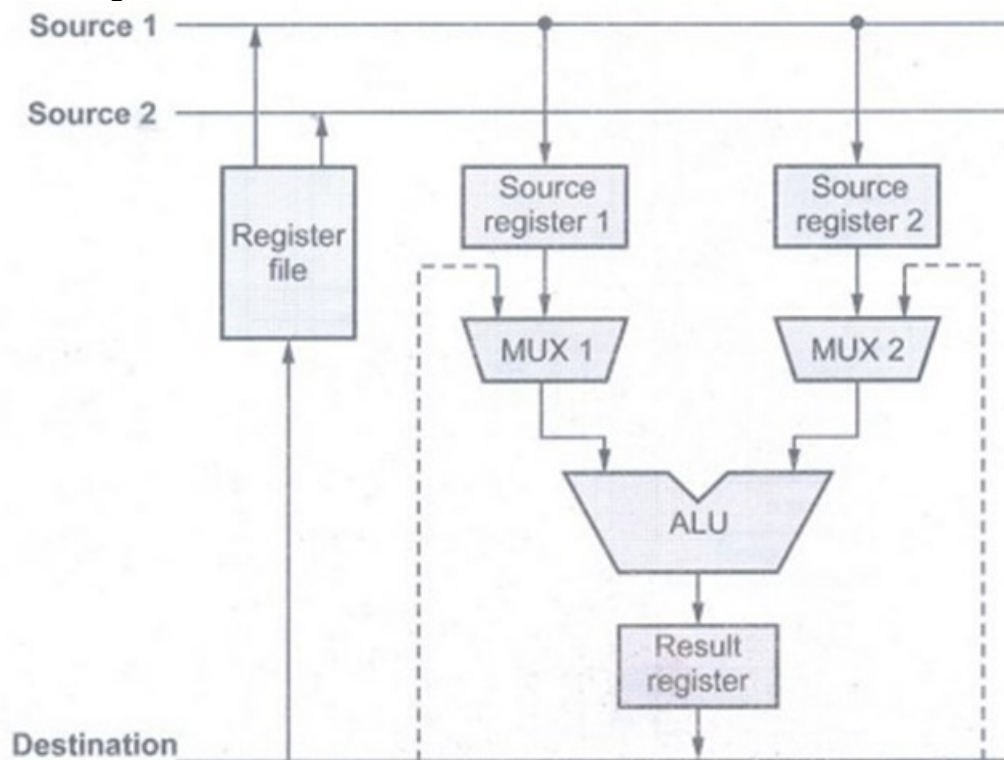 Source 1
Source 2
Register
file
Source
register 1
Source
register 2
MUX 1
MUX 2
ALU
Result
register
Destination